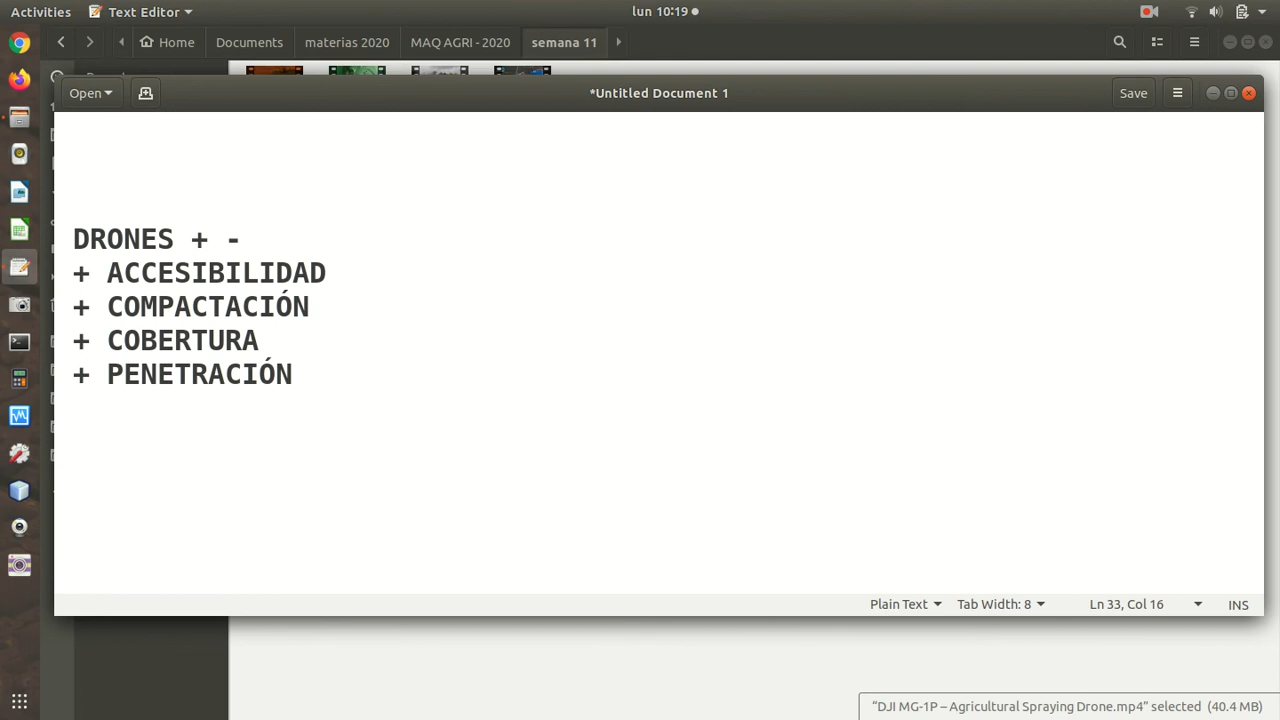 Activities Text Editor lun 10:19
Home Documents materias 2020 MAQ AGRI - 2020 semana 11
Open *Untitled Document 1 Save
DRONES + -
+ ACCESIBILIDAD
+ COMPACTACIÓN
+ COBERTURA
+ PENETRACIÓN
Plain Text Tab Width: 8 Ln 33, Col 16 INS
“DJI MG-1P – Agricultural Spraying Drone.mp4” selected (40.4 MB)